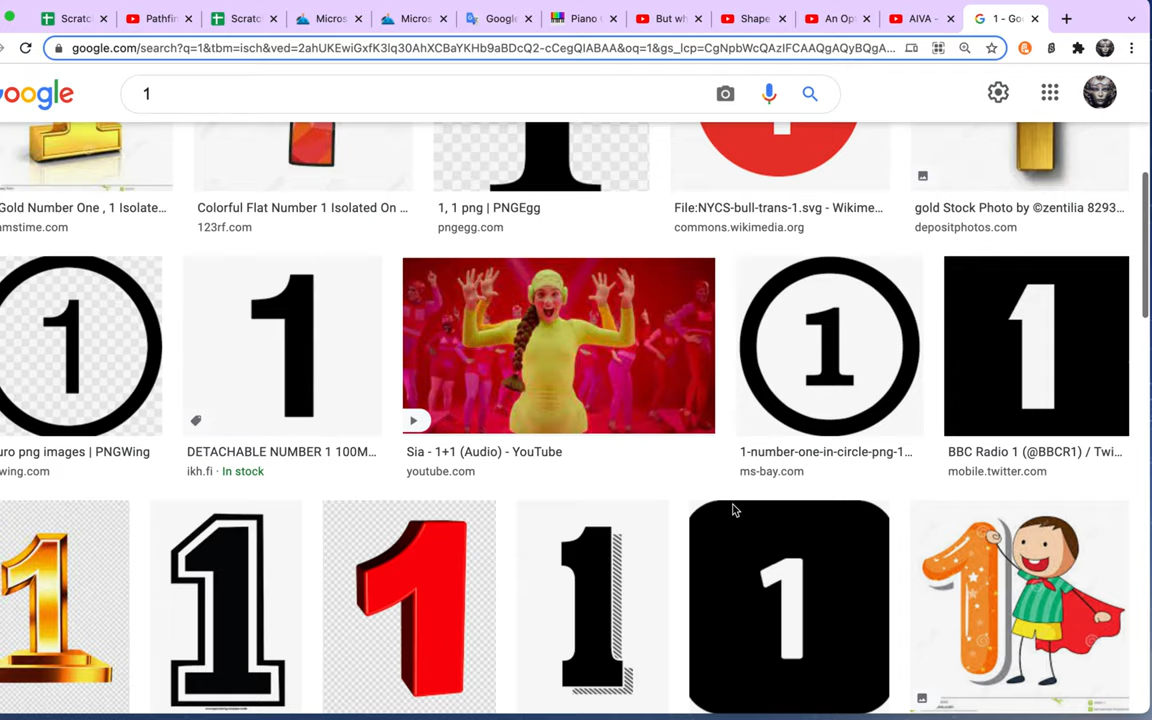 Scratc
Pathfin
Scratc
Micros
Micros
Google
Piano
But wh
Shape
An Op
AIVA -
1 - Goo
google.com/search?q=1&tbm=isch&ved=2ahUKEwiGxfK3lq30AhXCBaYKHb9aBDcQ2-cCegQIABAA&oq=1&gs_lcp=CgNpbWcQAzIFCAAQgAQyBQgA...
oogle
1
1
Gold Number One , 1 Isolate...
amstime.com
Colorful Flat Number 1 Isolated On ...
123rf.com
1, 1 png | PNGEgg
pngegg.com
File:NYCS-bull-trans-1.svg - Wikime...
commons.wikimedia.org
gold Stock Photo by ©zentilia 8293...
depositphotos.com
1
1
1
1
uro png images | PNGWing
wing.com
DETACHABLE NUMBER 1 100M...
ikh.fi · In stock
Sia - 1+1 (Audio) - YouTube
youtube.com
1-number-one-in-circle-png-1...
ms-bay.com
BBC Radio 1 (@BBCR1) / Twi...
mobile.twitter.com
1
1
1
1
1
1